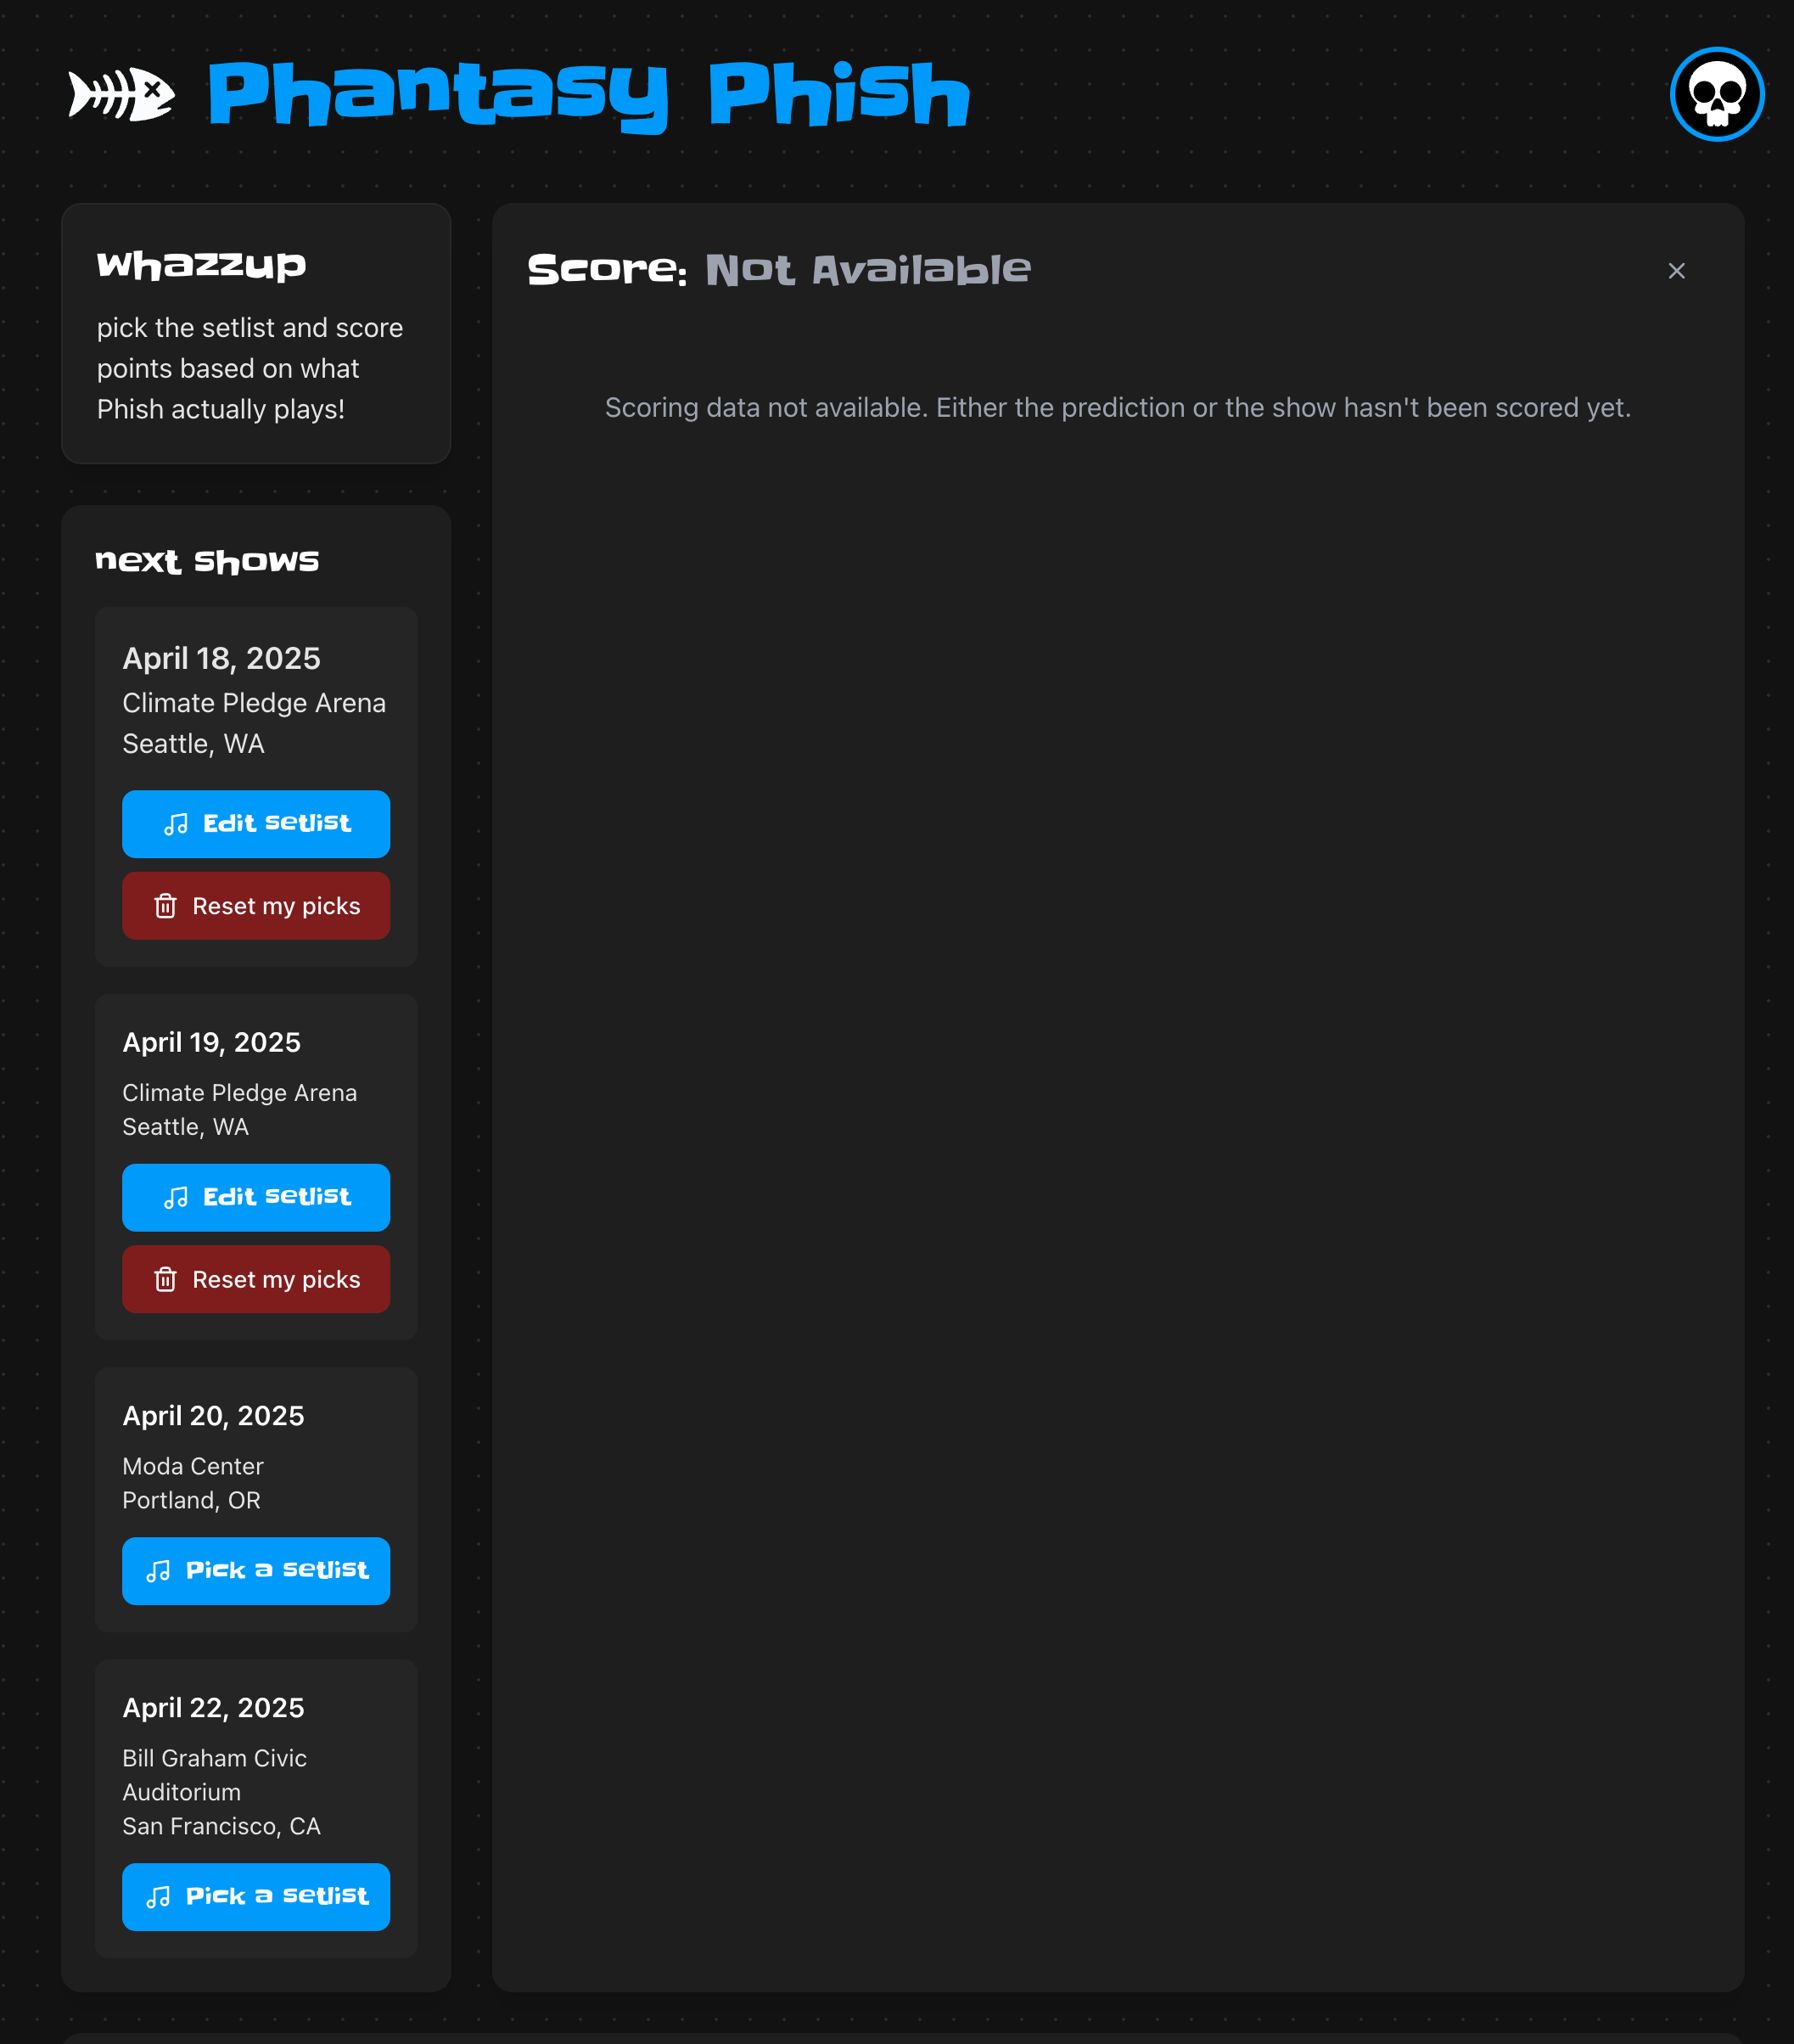 Phantasy Phish
whazzup
pick the setlist and score
points based on what
Phish actually plays!
next shows
April 18, 2025
Climate Pledge Arena
Seattle, WA
Edit setlist
Reset my picks
April 19, 2025
Climate Pledge Arena
Seattle, WA
Edit setlist
Reset my picks
April 20, 2025
Moda Center
Portland, OR
Pick a setlist
April 22, 2025
Bill Graham Civic
Auditorium
San Francisco, CA
Pick a setlist
Score: Not Available
Scoring data not available. Either the prediction or the show hasn't been scored yet.